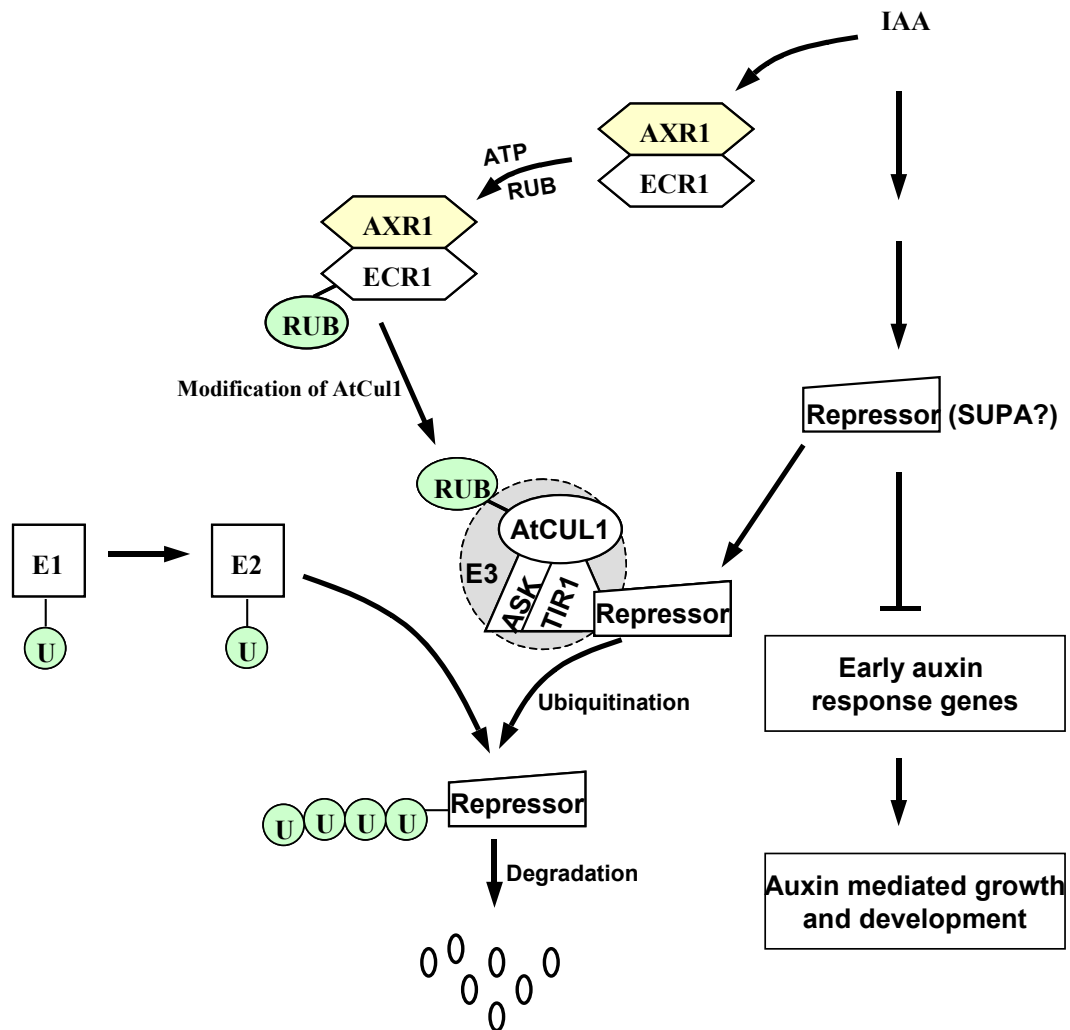 IAA
AXR1
ECR1
ATP
RUB
AXR1
ECR1
RUB
Modification of AtCul1
Repressor (SUPA?)
RUB
AtCUL1
E3
ASK
TIR1
Repressor
E1
E2
U
U
Ubiquitination
Early auxin
response genes
Repressor
U U U U
Degradation
Auxin mediated growth
and development